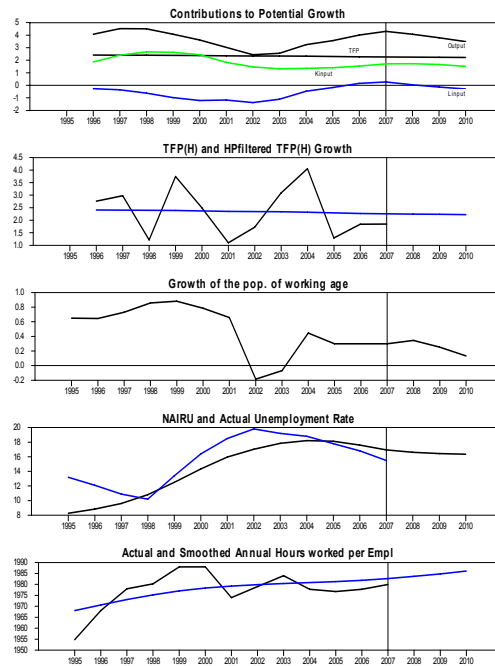 Contributions to Potential Growth
5
4
3
2
1
0
-1
-2
Output
TFP
Kinput
Linput
1995 1996 1997 1998 1999 2000 2001 2002 2003 2004 2005 2006 2007 2008 2009 2010
TFP(H) and HPfiltered TFP(H) Growth
4.5
4.0
3.5
3.0
2.5
2.0
1.5
1.0
1995 1996 1997 1998 1999 2000 2001 2002 2003 2004 2005 2006 2007 2008 2009 2010
Growth of the pop. of working age
1.0
0.8
0.6
0.4
0.2
0.0
-0.2
1995 1996 1997 1998 1999 2000 2001 2002 2003 2004 2005 2006 2007 2008 2009 2010
NAIRU and Actual Unemployment Rate
20
18
16
14
12
10
8
1995 1996 1997 1998 1999 2000 2001 2002 2003 2004 2005 2006 2007 2008 2009 2010
Actual and Smoothed Annual Hours worked per Empl
1990
1985
1980
1975
1970
1965
1960
1955
1950
1995 1996 1997 1998 1999 2000 2001 2002 2003 2004 2005 2006 2007 2008 2009 2010